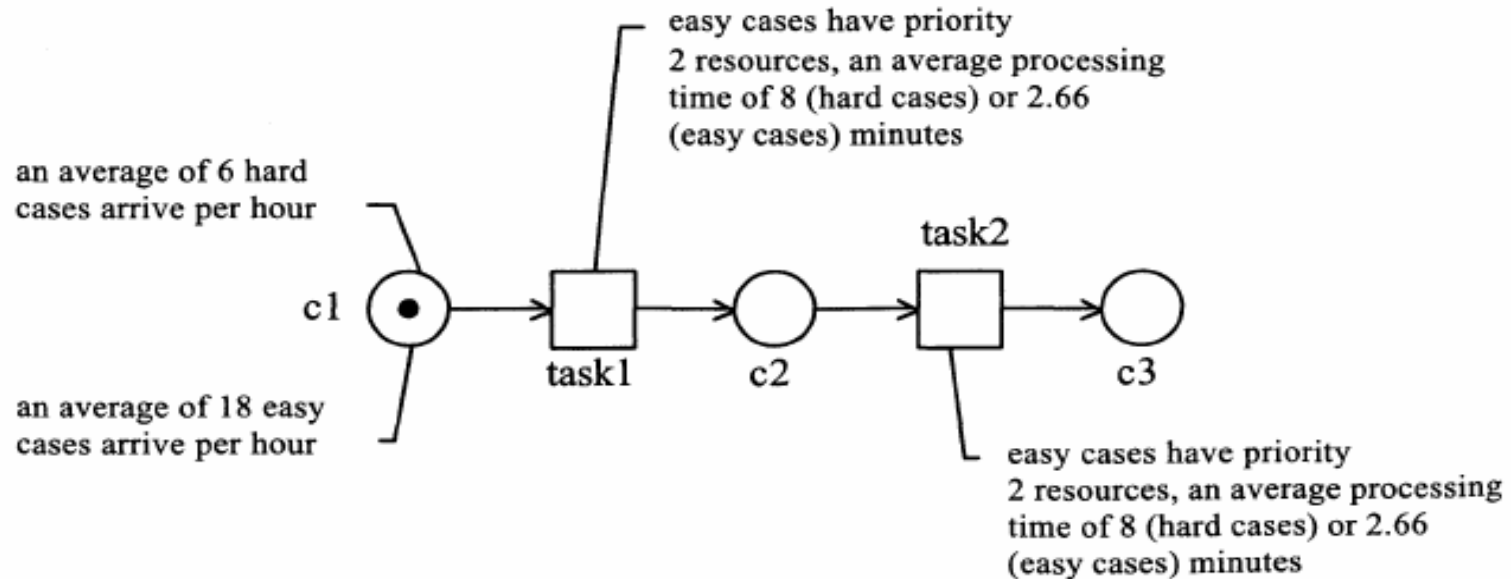 easy cases have priority
2 resources, an average processing
time of 8 (hard cases) or 2.66
(easy cases) minutes
an average of 6 hard
cases arrive per hour
task2
c1
task1
c2
c3
an average of 18 easy
cases arrive per hour
easy cases have priority
2 resources, an average processing
time of 8 (hard cases) or 2.66
(easy cases) minutes